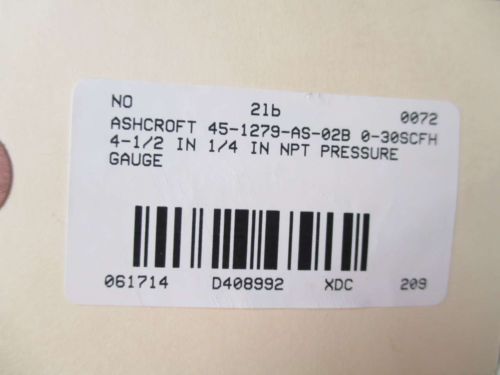 NO 21b 0072
ASHCROFT 45-1279-AS-02B 0-30SCFH
4-1/2 IN 1/4 IN NPT PRESSURE
GAUGE
061714 D408992 XDC 209